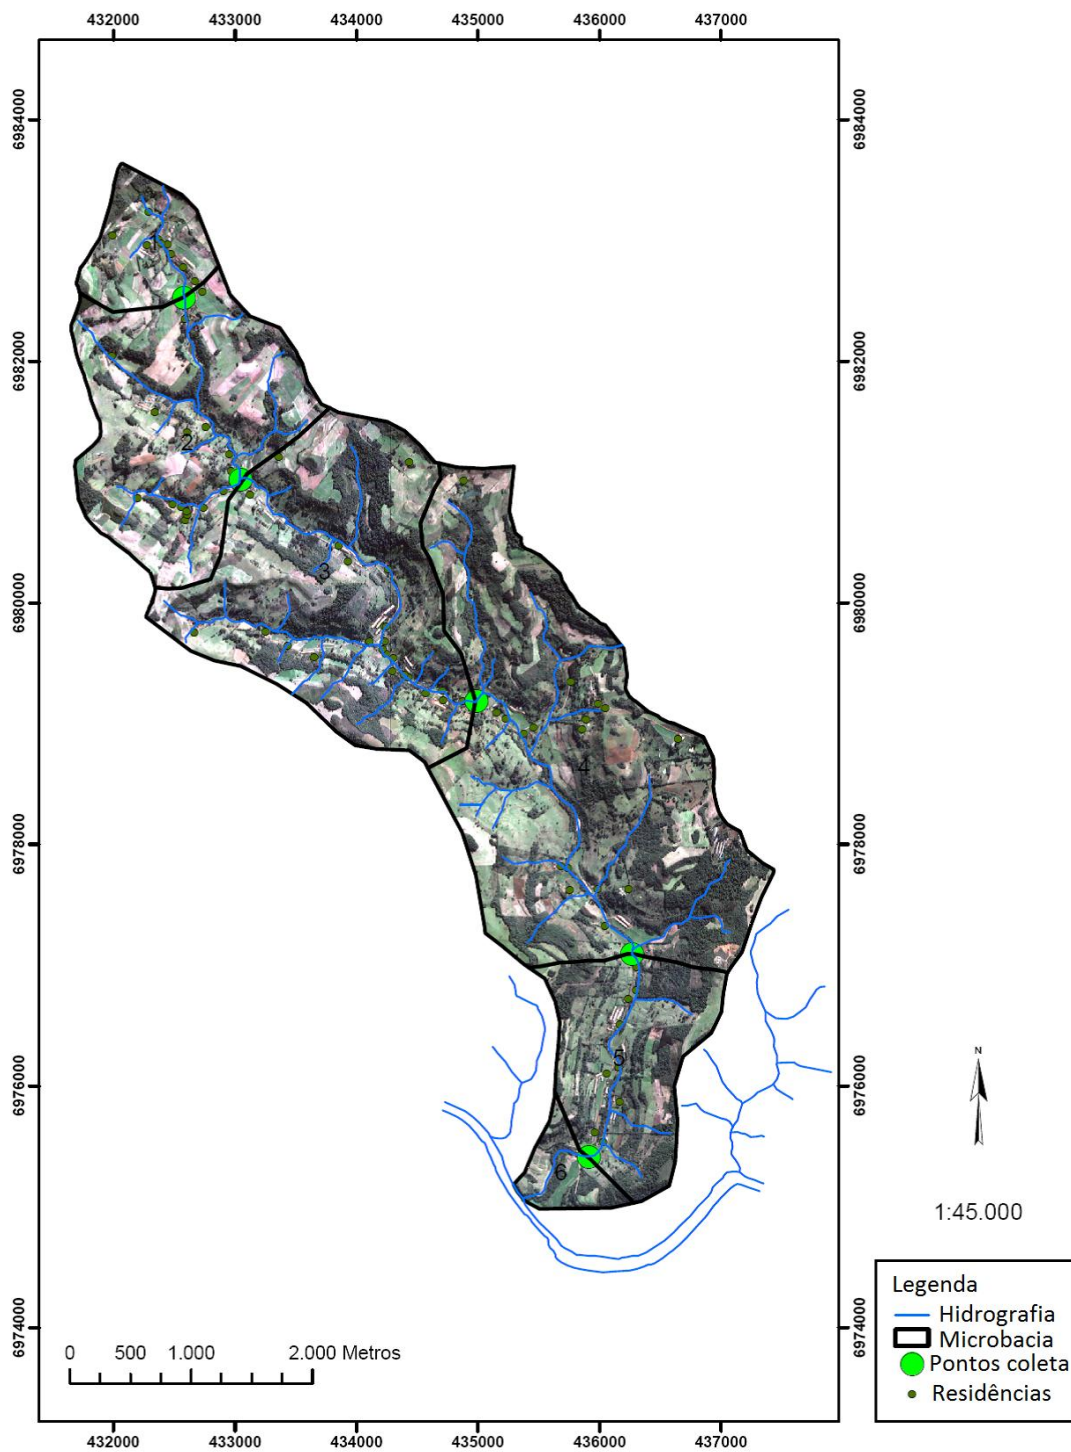 432000 433000 434000 435000 436000 437000
6984000 6984000
1
6982000 6982000
2
3
6980000 6980000
4
6978000 6978000
5
6976000 6976000
6
N
1:45.000
Legenda
Hidrografia
Microbacia
Pontos coleta
Residências
6974000 6974000
0 500 1.000 2.000 Metros
432000 433000 434000 435000 436000 437000